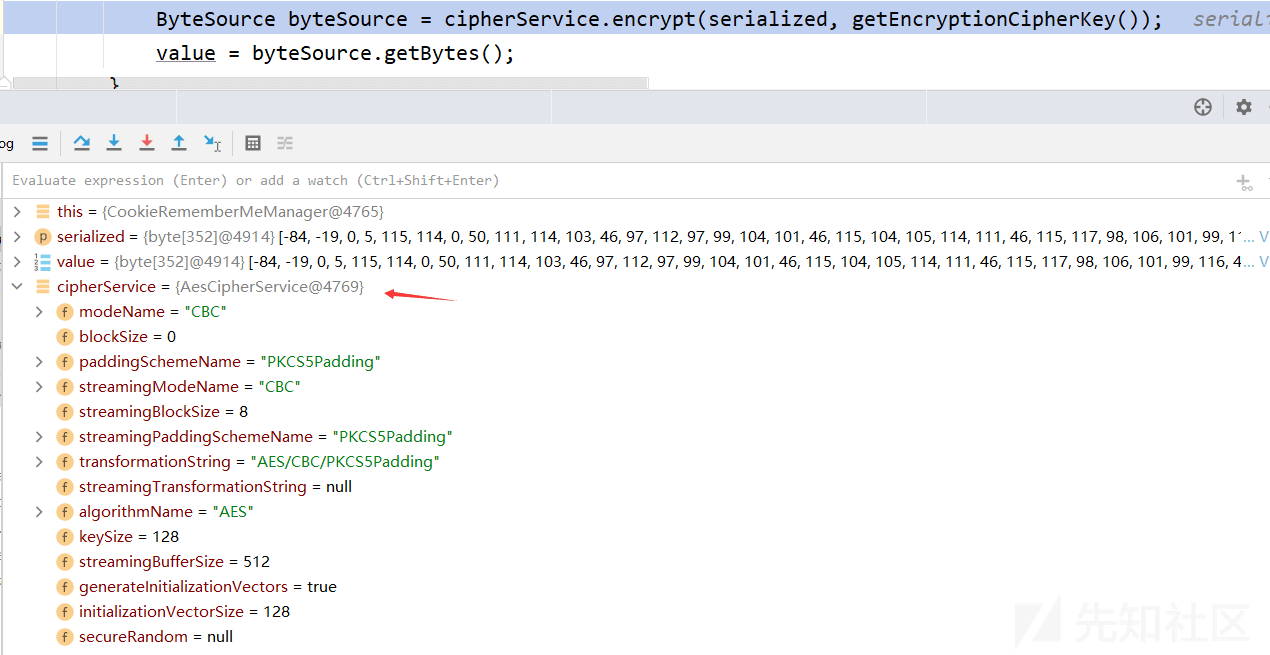 ByteSource byteSource = cipherService.encrypt(serialized, getEncryptionCipherKey());
value = byteSource.getBytes();
}
og
Evaluate expression (Enter) or add a watch (Ctrl+Shift+Enter)
this = {CookieRememberMeManager@4765}
p serialized = {byte[352]@4914} [-84, -19, 0, 5, 115, 114, 0, 50, 111, 114, 103, 46, 97, 112, 97, 99, 104, 101, 46, 115, 104, 105, 114, 111, 46, 115, 117, 98, 106, 101, 99, 1... V
value = {byte[352]@4914} [-84, -19, 0, 5, 115, 114, 0, 50, 111, 114, 103, 46, 97, 112, 97, 99, 104, 101, 46, 115, 104, 105, 114, 111, 46, 115, 117, 98, 106, 101, 99, 116, 4... V
cipherService = {AesCipherService@4769}
f modeName = "CBC"
f blockSize = 0
f paddingSchemeName = "PKCS5Padding"
f streamingModeName = "CBC"
f streamingBlockSize = 8
f streamingPaddingSchemeName = "PKCS5Padding"
f transformationString = "AES/CBC/PKCS5Padding"
f streamingTransformationString = null
f algorithmName = "AES"
f keySize = 128
f streamingBufferSize = 512
f generateInitializationVectors = true
f initializationVectorSize = 128
f secureRandom = null
先知社区